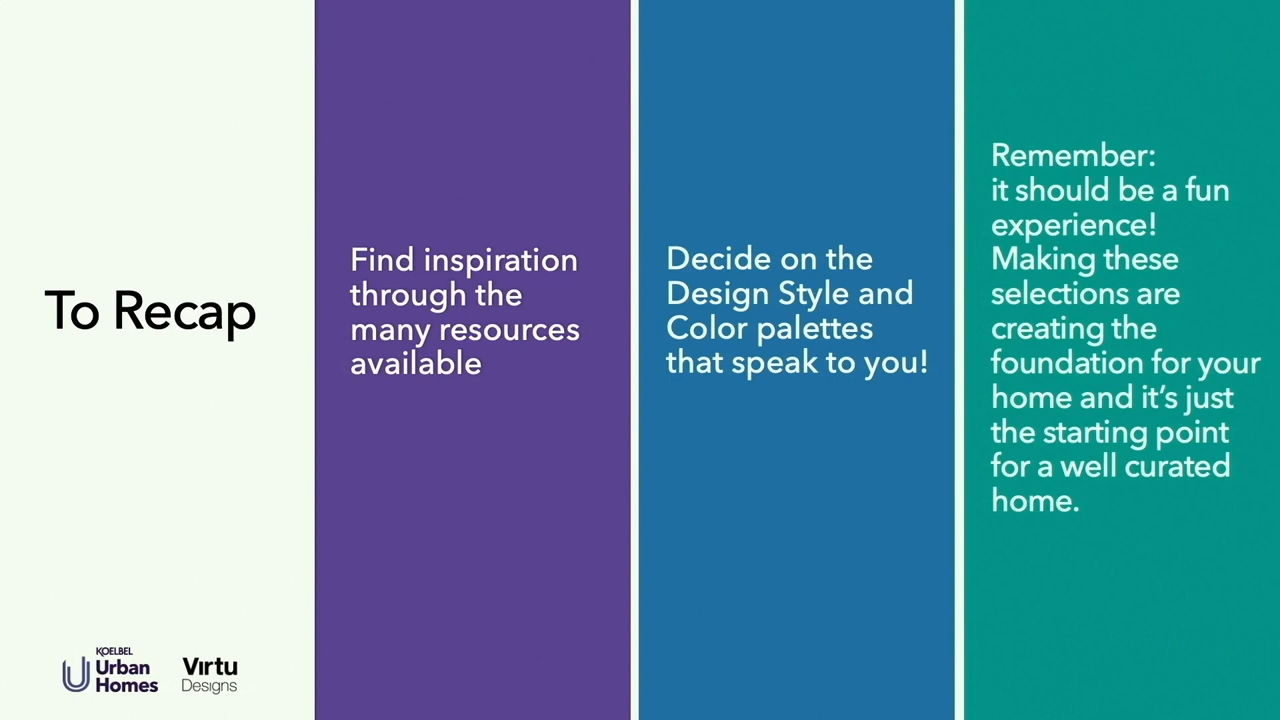 To Recap
Find inspiration
through the
many resources
available
Decide on the
Design Style and
Color palettes
that speak to you!
Remember:
it should be a fun
experience!
Making these
selections are
creating the
foundation for your
home and it’s just
the starting point
for a well curated
home.
KOELBEL
Urban
Homes
Virtu
Designs